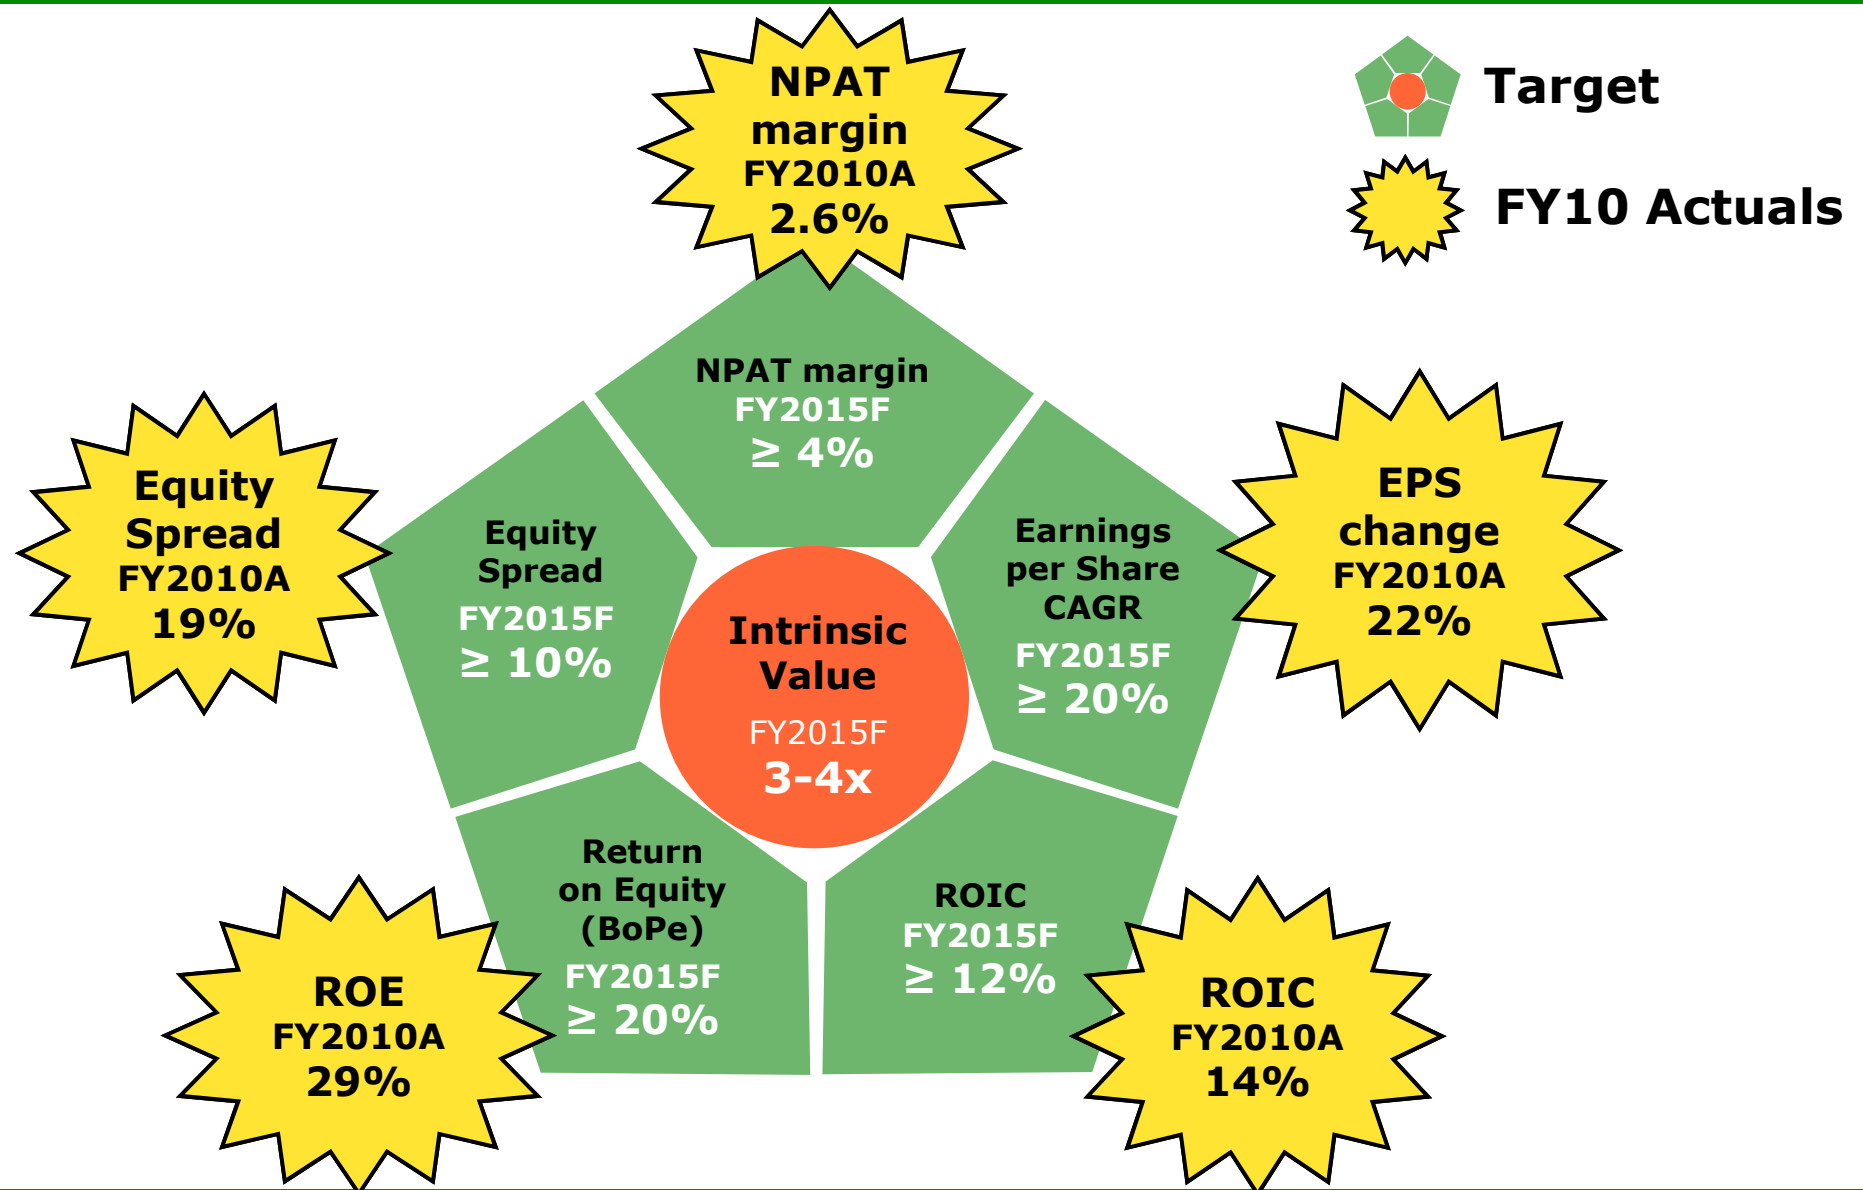 NPAT
margin
FY2010A
2.6%
Target
FY10 Actuals
NPAT margin
FY2015F
≥ 4%
Equity
Spread
FY2010A
19%
Equity
Spread
FY2015F
≥ 10%
Earnings
per Share
CAGR
FY2015F
≥ 20%
EPS
change
FY2010A
22%
Intrinsic
Value
FY2015F
3-4x
Return
on Equity
(BoPe)
FY2015F
≥ 20%
ROIC
FY2015F
≥ 12%
ROE
FY2010A
29%
ROIC
FY2010A
14%